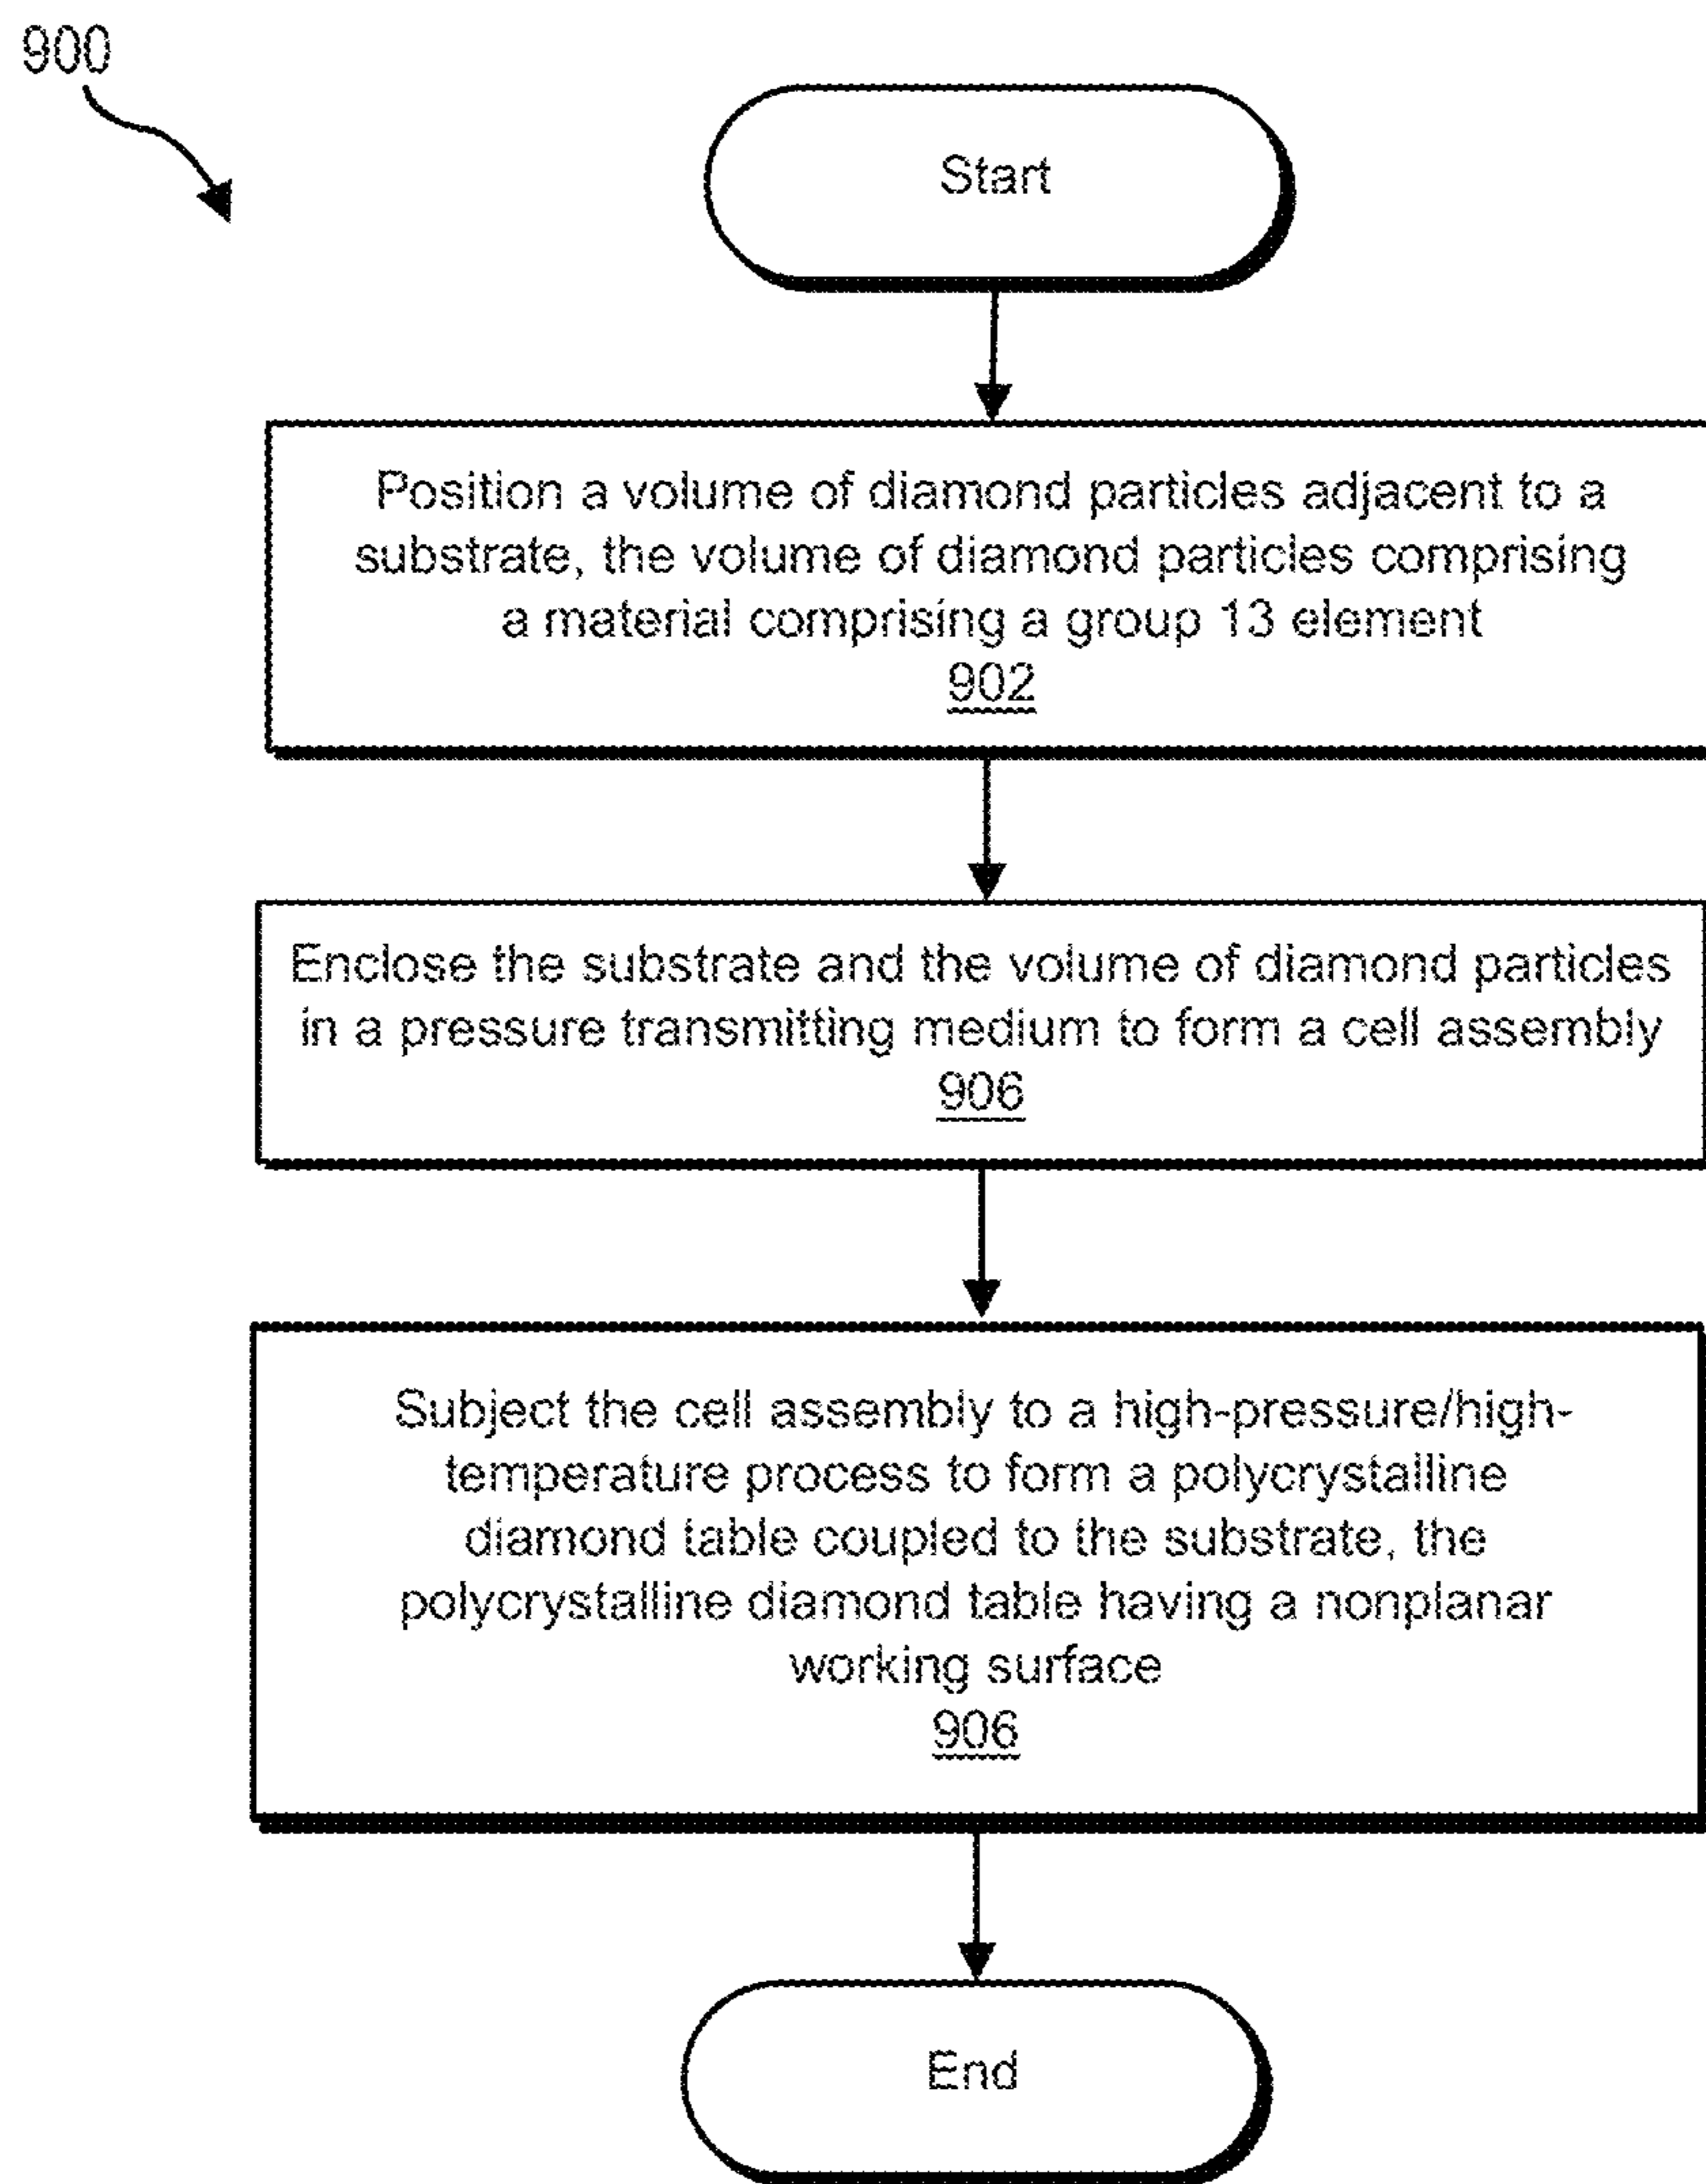 900
Start
Position a volume of diamond particles adjacent to a
substrate, the volume of diamond particles comprising
a material comprising a group 13 element
902
Enclose the substrate and the volume of diamond particles
in a pressure transmitting medium to form a cell assembly
906
Subject the cell assembly to a high-pressure/high-
temperature process to form a polycrystalline
diamond table coupled to the substrate, the
polycrystalline diamond table having a nonplanar
working surface
906
End